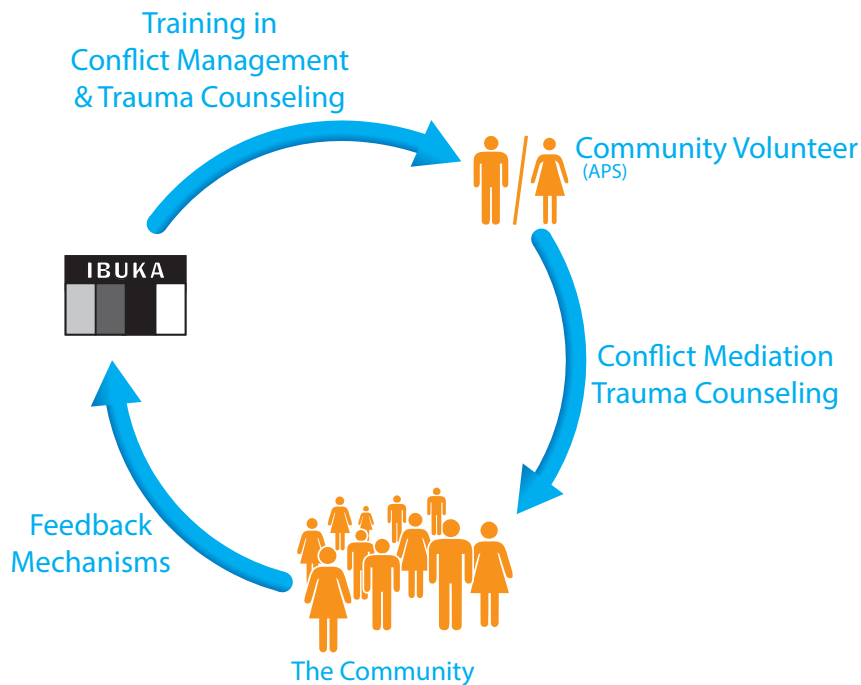 Training in
Conflict Management
& Trauma Counseling
Community Volunteer
(APS)
IBUKA
Conflict Mediation
Trauma Counseling
Feedback
Mechanisms
The Community